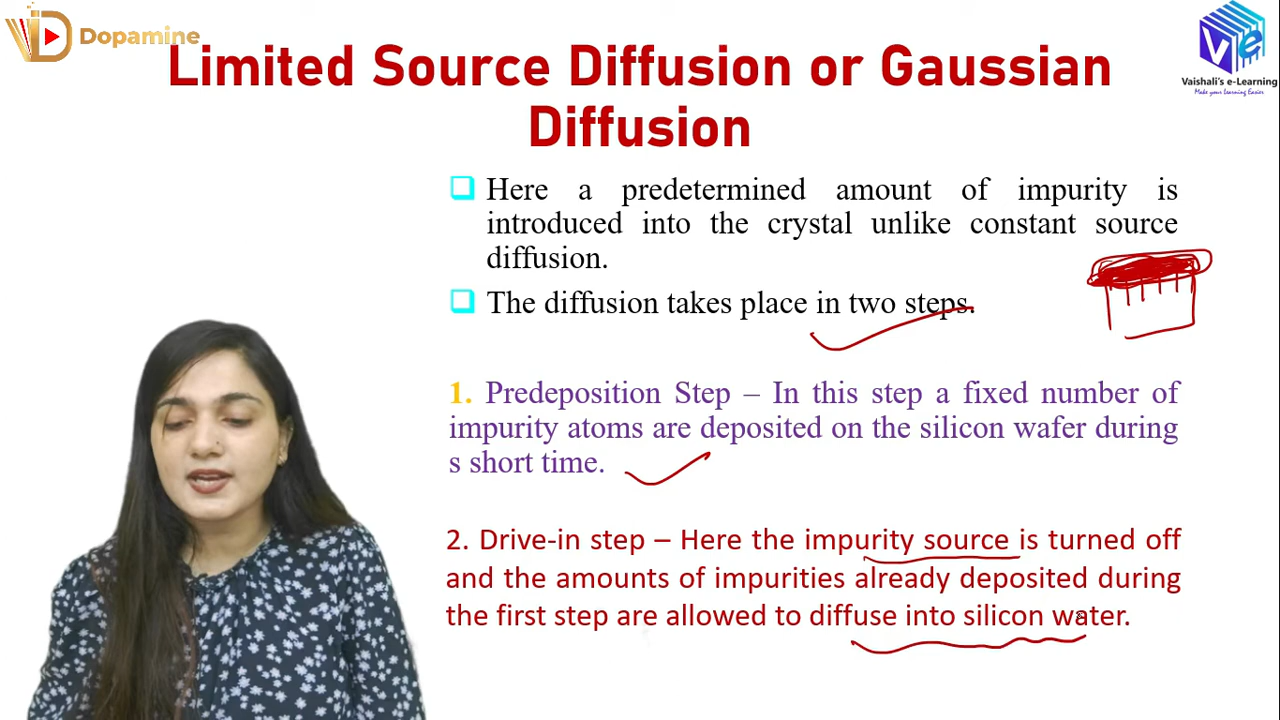 Dopamine
Vaishali's e-Learning
Make your Learning Easier
Limited Source Diffusion or Gaussian
Diffusion
Here a predetermined amount of impurity is
introduced into the crystal unlike constant source
diffusion.
The diffusion takes place in two steps.
1. Predeposition Step – In this step a fixed number of
impurity atoms are deposited on the silicon wafer during
s short time.
2. Drive-in step – Here the impurity source is turned off
and the amounts of impurities already deposited during
the first step are allowed to diffuse into silicon water.